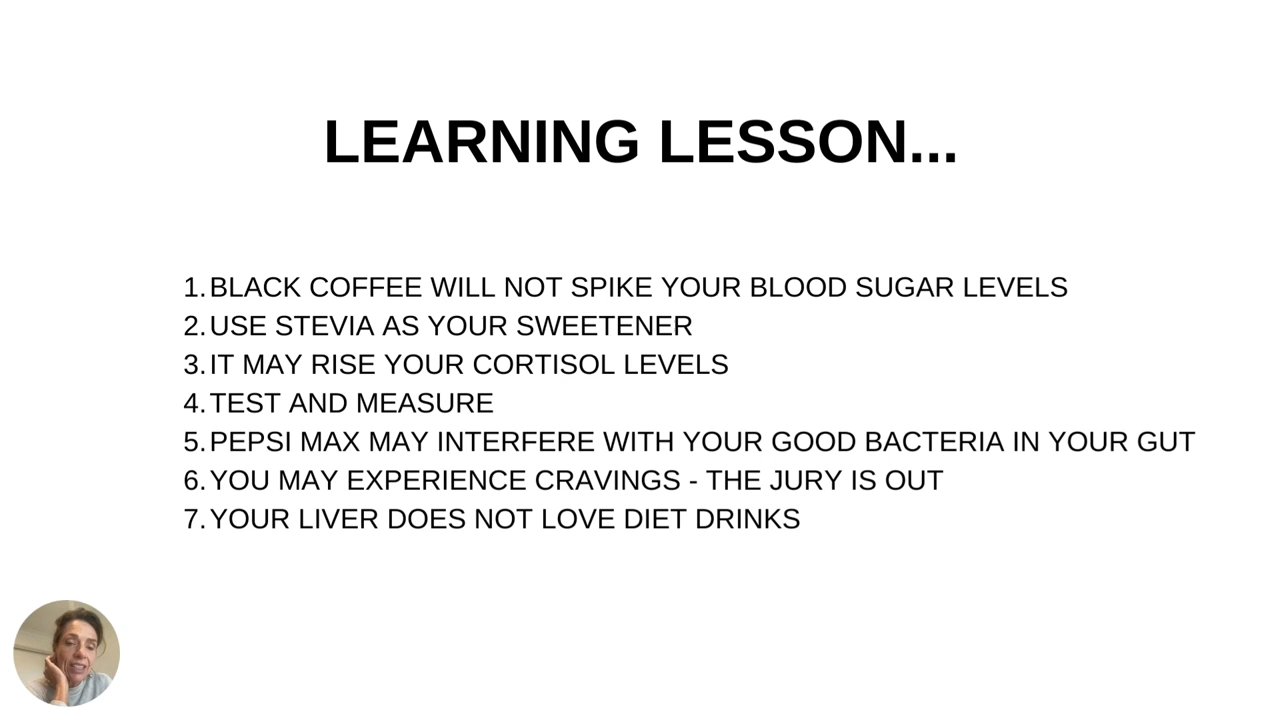 LEARNING LESSON...
1. BLACK COFFEE WILL NOT SPIKE YOUR BLOOD SUGAR LEVELS
2. USE STEVIA AS YOUR SWEETENER
3. IT MAY RISE YOUR CORTISOL LEVELS
4. TEST AND MEASURE
5. PEPSI MAX MAY INTERFERE WITH YOUR GOOD BACTERIA IN YOUR GUT
6. YOU MAY EXPERIENCE CRAVINGS - THE JURY IS OUT
7. YOUR LIVER DOES NOT LOVE DIET DRINKS